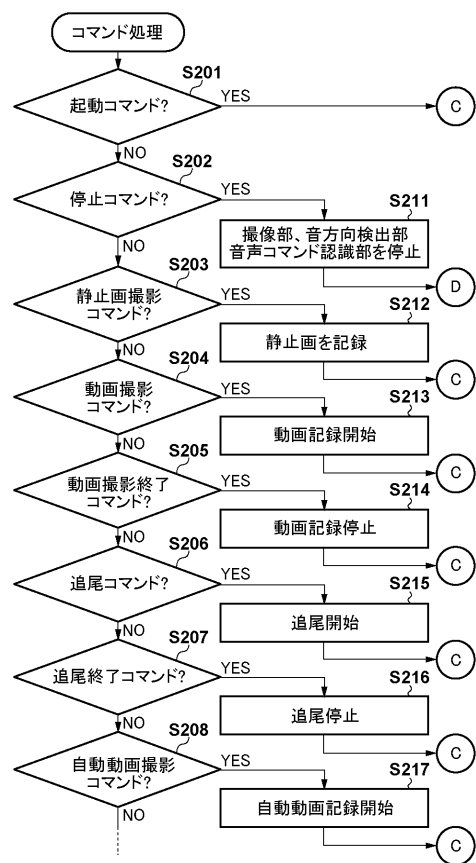 コマンド処理
S201
起動コマンド?
YES
C
NO
S202
停止コマンド?
YES
S211
撮像部、音方向検出部
音声コマンド認識部を停止
D
NO
S203
静止画撮影
コマンド?
YES
S212
静止画を記録
C
NO
S204
動画撮影
コマンド?
YES
S213
動画記録開始
C
NO
S205
動画撮影終了
コマンド?
YES
S214
動画記録停止
C
NO
S206
追尾コマンド?
YES
S215
追尾開始
C
NO
S207
追尾終了コマンド?
YES
S216
追尾停止
C
NO
S208
自動動画撮影
コマンド?
YES
S217
自動動画記録開始
C
NO